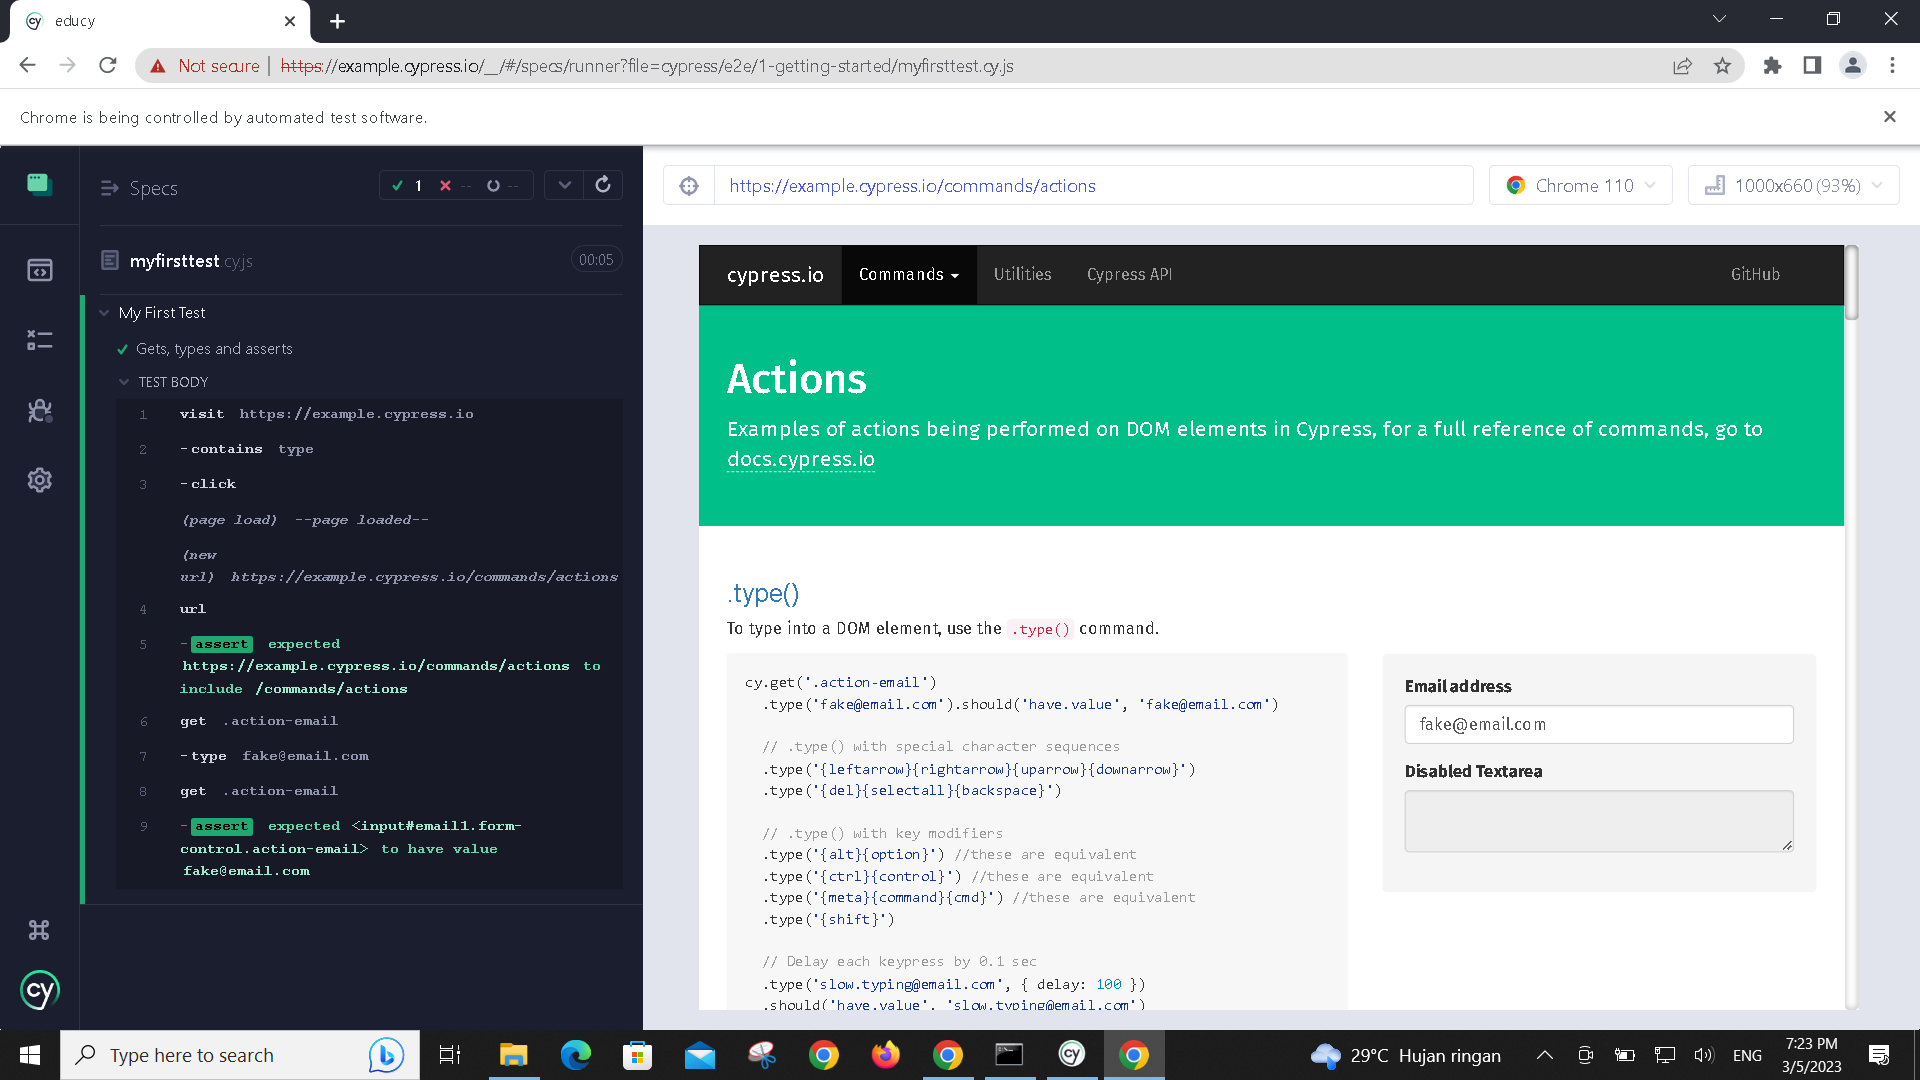 educy
Not secure | https://example.cypress.io/__/#/specs/runner?file=cypress/e2e/1-getting-started/myfirsttest.cy.js
Chrome is being controlled by automated test software.
Specs
1 -- --
myfirsttest.cy.js 00:05
My First Test
Gets, types and asserts
TEST BODY
1 visit https://example.cypress.io
2 -contains type
3 -click
(page load) --page loaded--
(new
url) https://example.cypress.io/commands/actions
4 url
5 -assert expected
https://example.cypress.io/commands/actions to
include /commands/actions
6 get .action-email
7 -type fake@email.com
8 get .action-email
9 -assert expected <input#email1.form-
control.action-email> to have value
fake@email.com
cy
https://example.cypress.io/commands/actions
Chrome 110
1000x660 (93%)
cypress.io Commands Utilities Cypress API GitHub
Actions
Examples of actions being performed on DOM elements in Cypress, for a full reference of commands, go to
docs.cypress.io
.type()
To type into a DOM element, use the .type() command.
cy.get('.action-email')
.type('fake@email.com').should('have.value', 'fake@email.com')
// .type() with special character sequences
.type('{leftarrow}{rightarrow}{uparrow}{downarrow}')
.type('{del}{selectall}{backspace}')
// .type() with key modifiers
.type('{alt}{option}') //these are equivalent
.type('{ctrl}{control}') //these are equivalent
.type('{meta}{command}{cmd}') //these are equivalent
.type('{shift}')
// Delay each keypress by 0.1 sec
.type('slow.typing@email.com', { delay: 100 })
.should('have.value', 'slow.typing@email.com')
Email address
fake@email.com
Disabled Textarea
Type here to search
29°C Hujan ringan
ENG
7:23 PM
3/5/2023